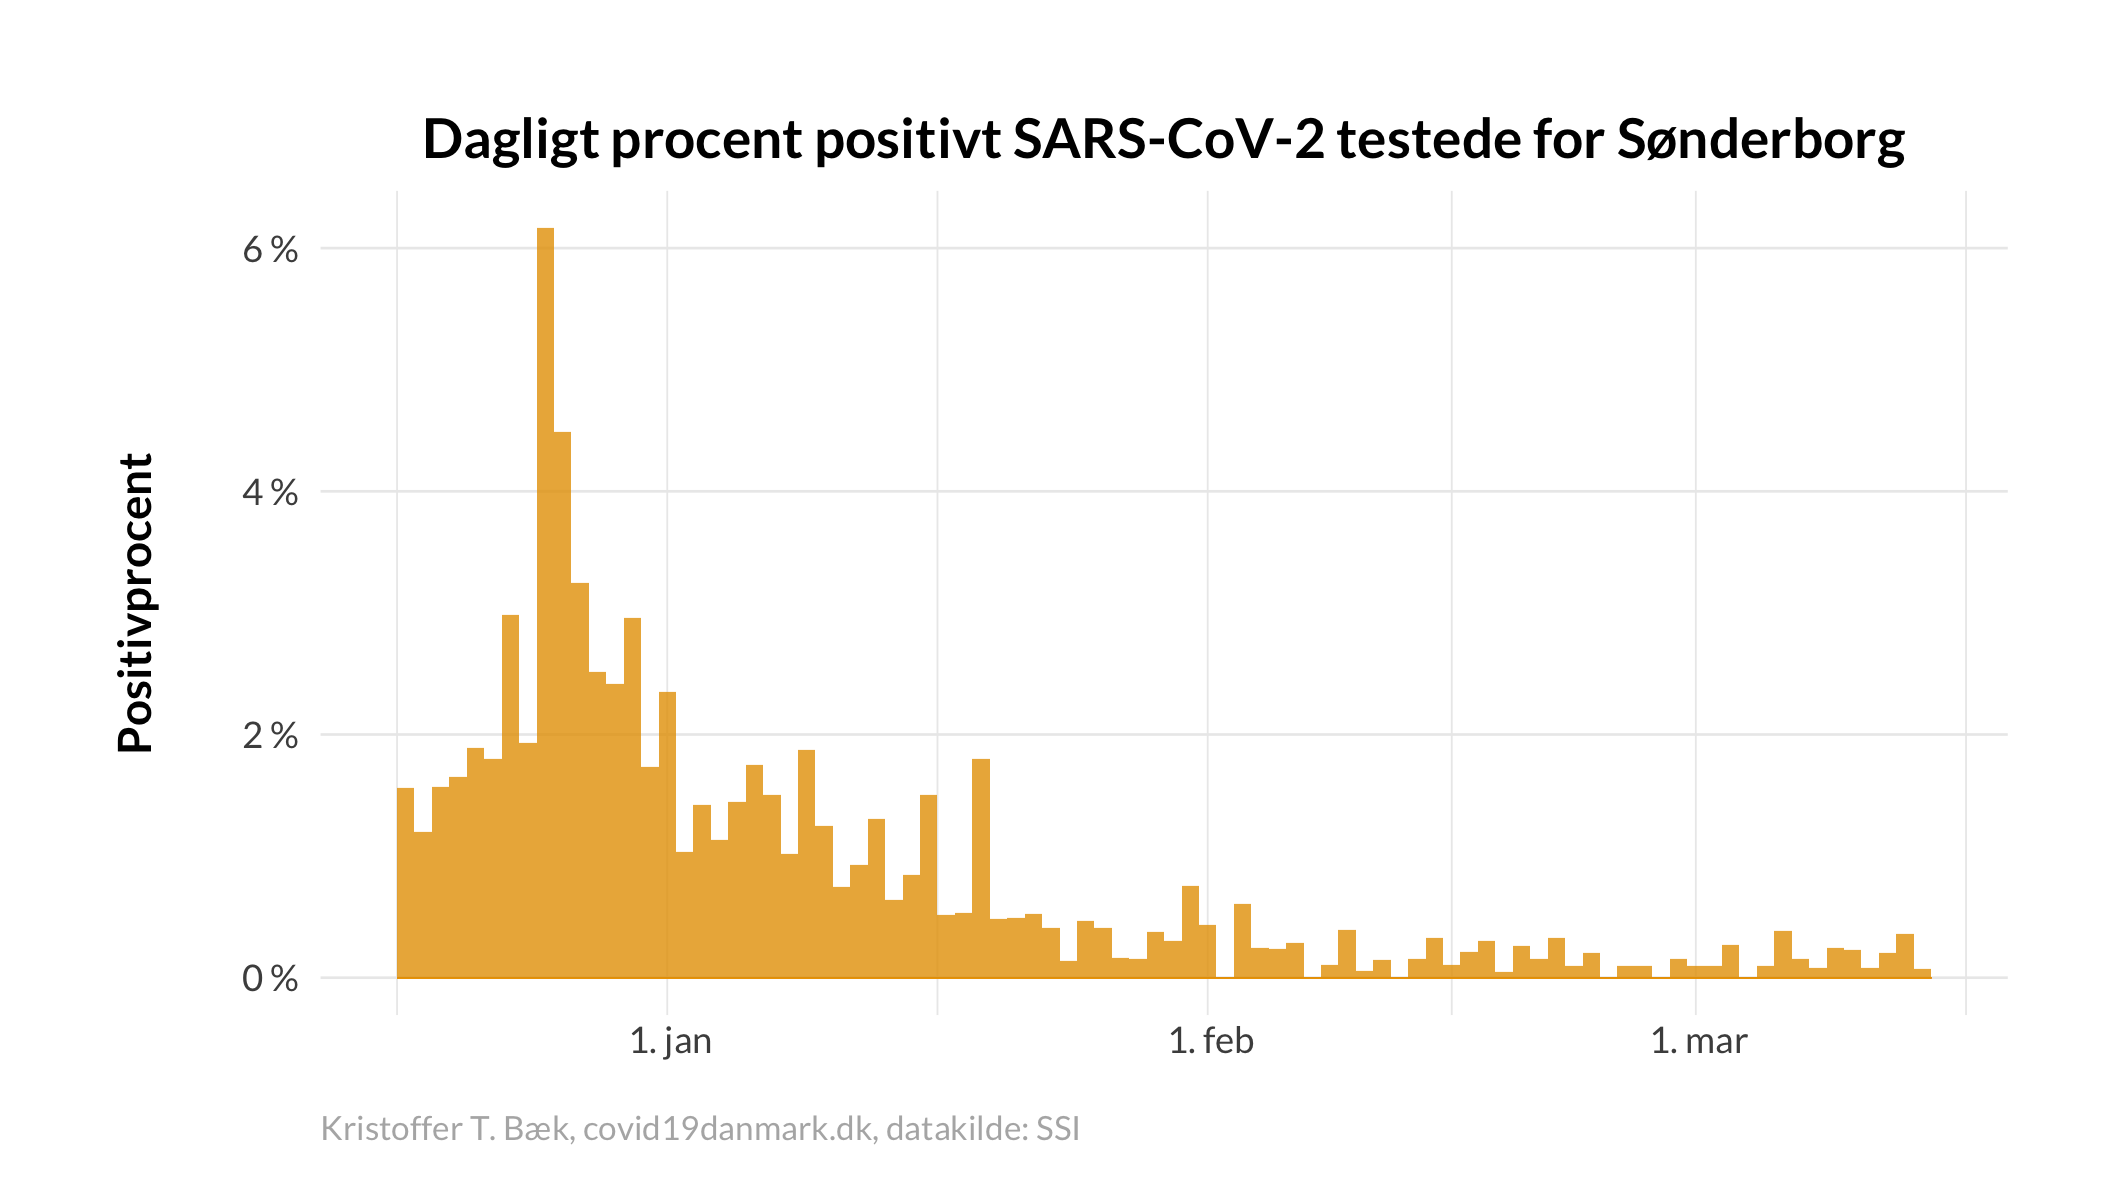 Dagligt procent positivt SARS-CoV-2 testede for Sønderborg
Positivprocent
6 %
4 %
2 %
0 %
1. jan
1. feb
1. mar
Kristoffer T. Bæk, covid19danmark.dk, datakilde: SSI